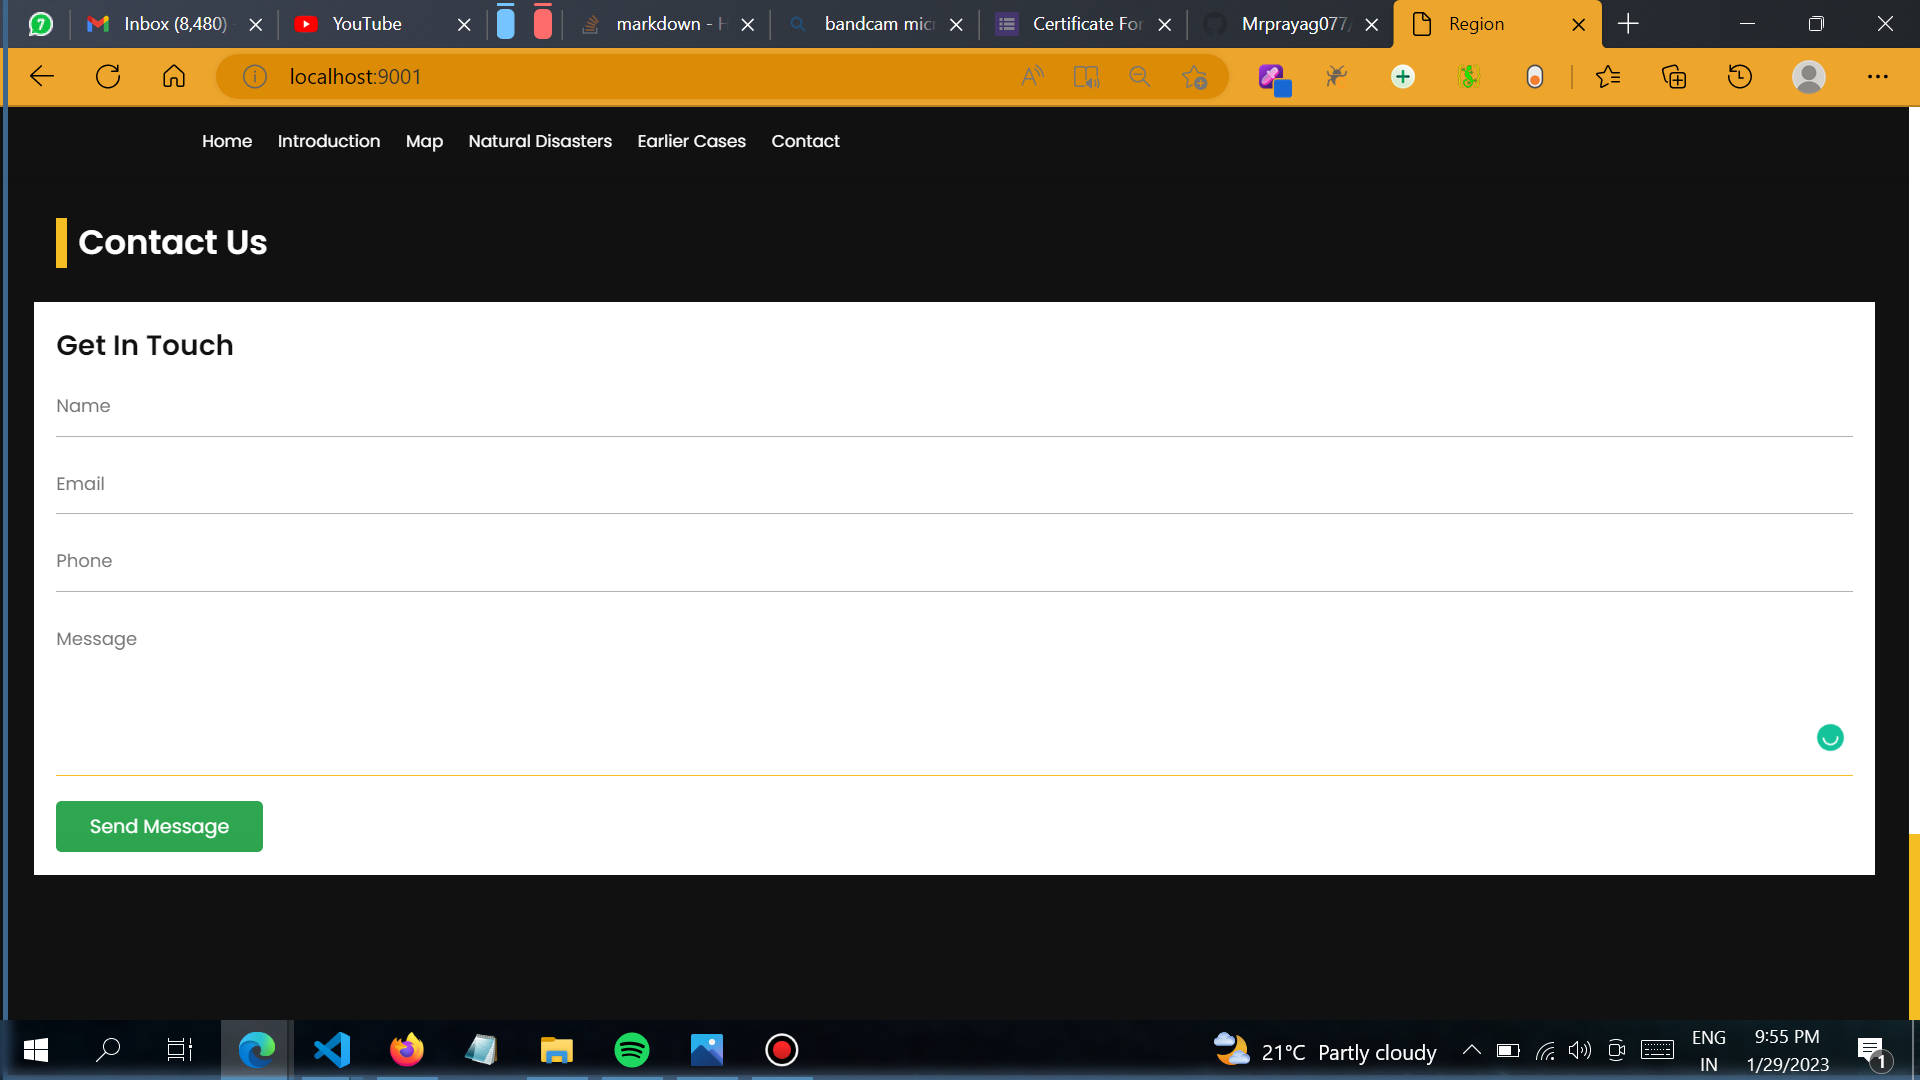 7 Inbox (8,480) YouTube markdown - bandcam mic Certificate For Mrprayag077/ Region
localhost:9001
Home Introduction Map Natural Disasters Earlier Cases Contact
Contact Us
Get In Touch
Name
Email
Phone
Message
Send Message
21°C Partly cloudy
ENG
IN
9:55 PM
1/29/2023
1